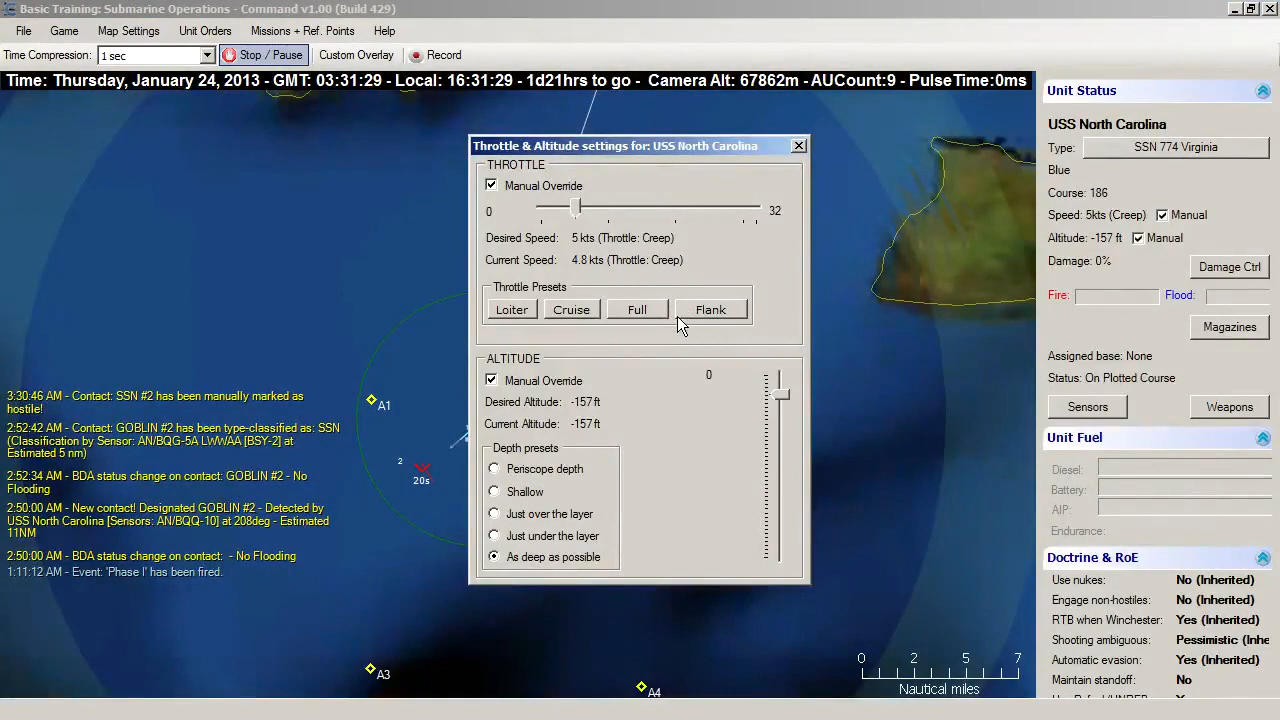 Basic Training: Submarine Operations - Command v1.00 (Build 429)
File Game Map Settings Unit Orders Missions + Ref. Points Help
Time Compression: 1 sec Stop / Pause Custom Overlay Record
Time: Thursday, January 24, 2013 - GMT: 03:31:29 - Local: 16:31:29 - 1d21hrs to go - Camera Alt: 67862m - AUCount:9 - PulseTime:0ms
Throttle & Altitude settings for: USS North Carolina
THROTTLE
Manual Override
0 32
Desired Speed: 5 kts (Throttle: Creep)
Current Speed: 4.8 kts (Throttle: Creep)
Throttle Presets
Loiter Cruise Full Flank
ALTITUDE
Manual Override 0
Desired Altitude: -157 ft
Current Altitude: -157 ft
Depth presets
Periscope depth
Shallow
Just over the layer
Just under the layer
As deep as possible
3:30:46 AM - Contact: SSN #2 has been manually marked as
hostile!
2:52:42 AM - Contact: GOBLIN #2 has been type-classified as: SSN
(Classification by Sensor: AN/BQG-5A LWWAA [BSY-2] at
Estimated 5 nm)
2:52:34 AM - BDA status change on contact: GOBLIN #2 - No
Flooding
2:50:00 AM - New contact! Designated GOBLIN #2 - Detected by
USS North Carolina [Sensors: AN/BQQ-10] at 208deg - Estimated
11NM
2:50:00 AM - BDA status change on contact: - No Flooding
1:11:12 AM - Event: 'Phase I' has been fired.
A1
2
20s
A3
A4
0 2 5 7
Nautical miles
Unit Status
USS North Carolina
Type: SSN 774 Virginia
Blue
Course: 186
Speed: 5kts (Creep) Manual
Altitude: -157 ft Manual
Damage: 0% Damage Ctrl
Fire: Flood:
Magazines
Assigned base: None
Status: On Plotted Course
Sensors Weapons
Unit Fuel
Diesel:
Battery:
AIP:
Endurance:
Doctrine & RoE
Use nukes: No (Inherited)
Engage non-hostiles: No (Inherited)
RTB when Winchester: Yes (Inherited)
Shooting ambiguous: Pessimistic (Inhe
Automatic evasion: Yes (Inherited)
Maintain standoff: No